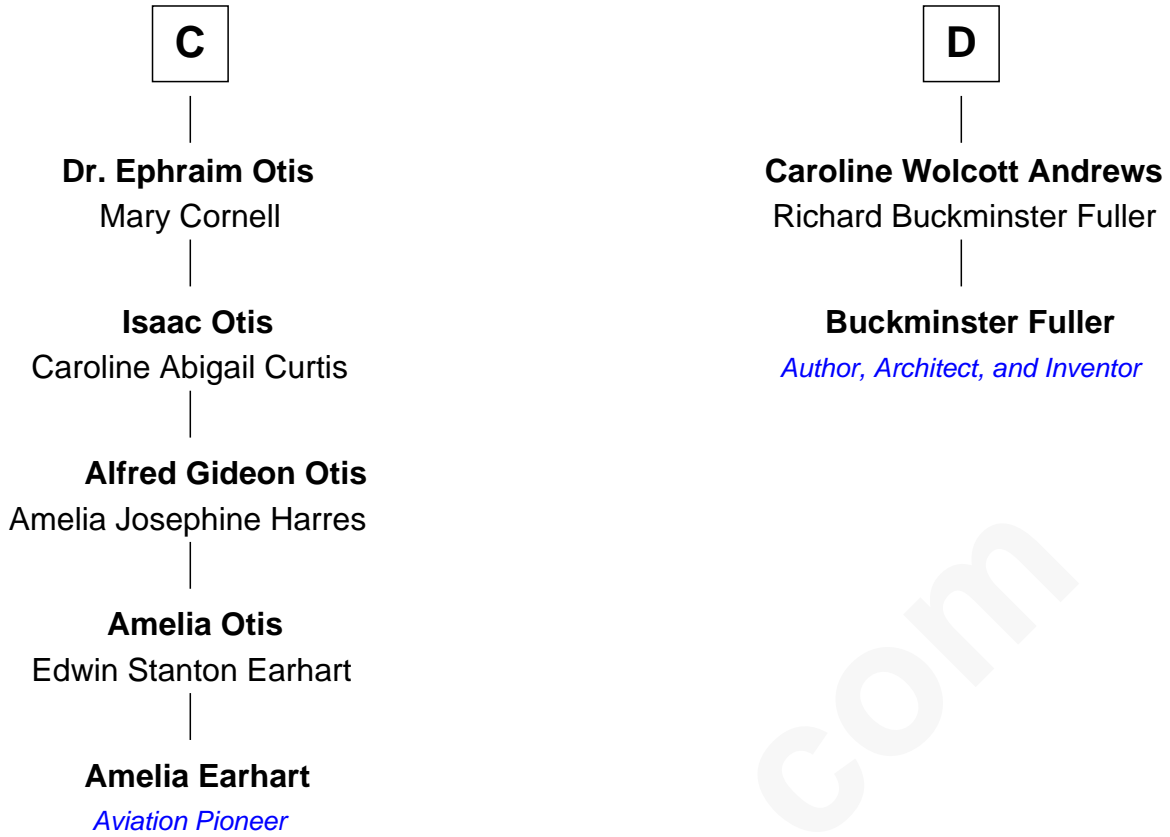 C
Dr. Ephraim Otis
Mary Cornell
Isaac Otis
Caroline Abigail Curtis
Alfred Gideon Otis
Amelia Josephine Harres
Amelia Otis
Edwin Stanton Earhart
Amelia Earhart
Aviation Pioneer
D
Caroline Wolcott Andrews
Richard Buckminster Fuller
Buckminster Fuller
Author, Architect, and Inventor
com